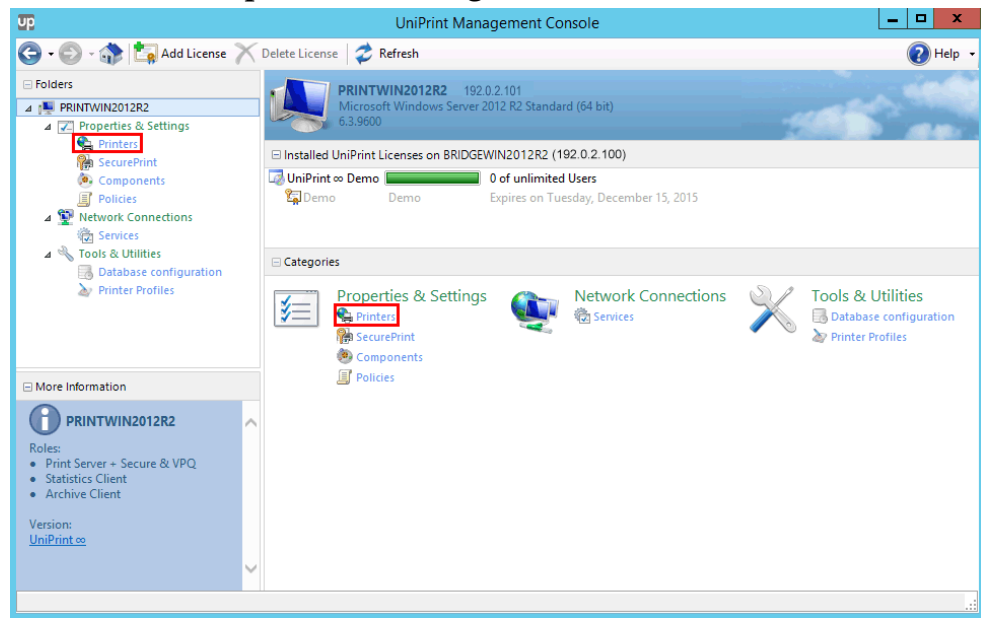 UP
UniPrint Management Console
Add License
Delete License
Refresh
Help
Folders
PRINTWIN2012R2
Properties & Settings
Printers
SecurePrint
Components
Policies
Network Connections
Services
Tools & Utilities
Database configuration
Printer Profiles
More Information
PRINTWIN2012R2
Roles:
• Print Server + Secure & VPQ
• Statistics Client
• Archive Client
Version:
UniPrint ∞
PRINTWIN2012R2 192.0.2.101
Microsoft Windows Server 2012 R2 Standard (64 bit)
6.3.9600
Installed UniPrint Licenses on BRIDGEWIN2012R2 (192.0.2.100)
UniPrint ∞ Demo 0 of unlimited Users
Demo Demo Expires on Tuesday, December 15, 2015
Categories
Properties & Settings
Printers
SecurePrint
Components
Policies
Network Connections
Services
Tools & Utilities
Database configuration
Printer Profiles